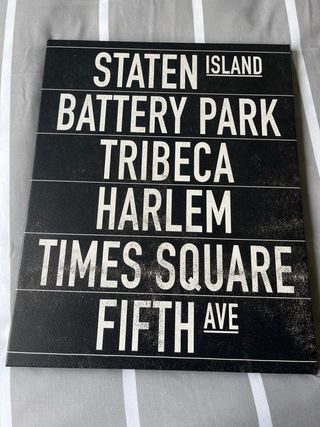 STATEN ISLAND
BATTERY PARK
TRIBECA
HARLEM
TIMES SQUARE
FIFTH AVE